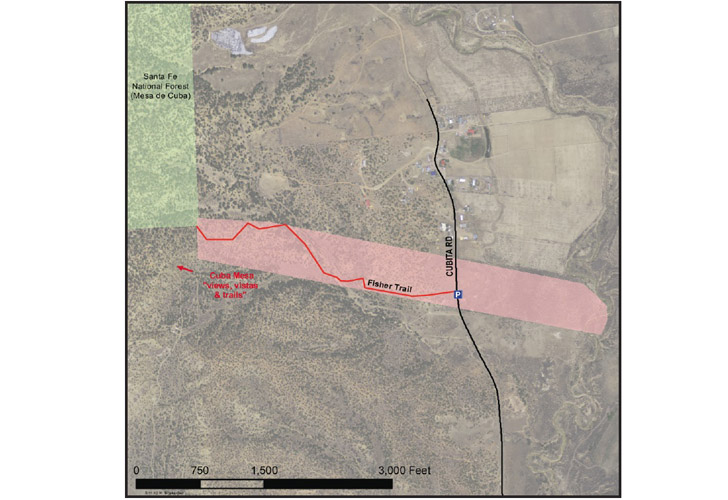 Santa Fe
National Forest
(Mesa de Cuba)
CUBITA RD
Cuba Mesa
"views, vistas
& trails"
Fisher Trail
P
0 750 1,500 3,000 Feet